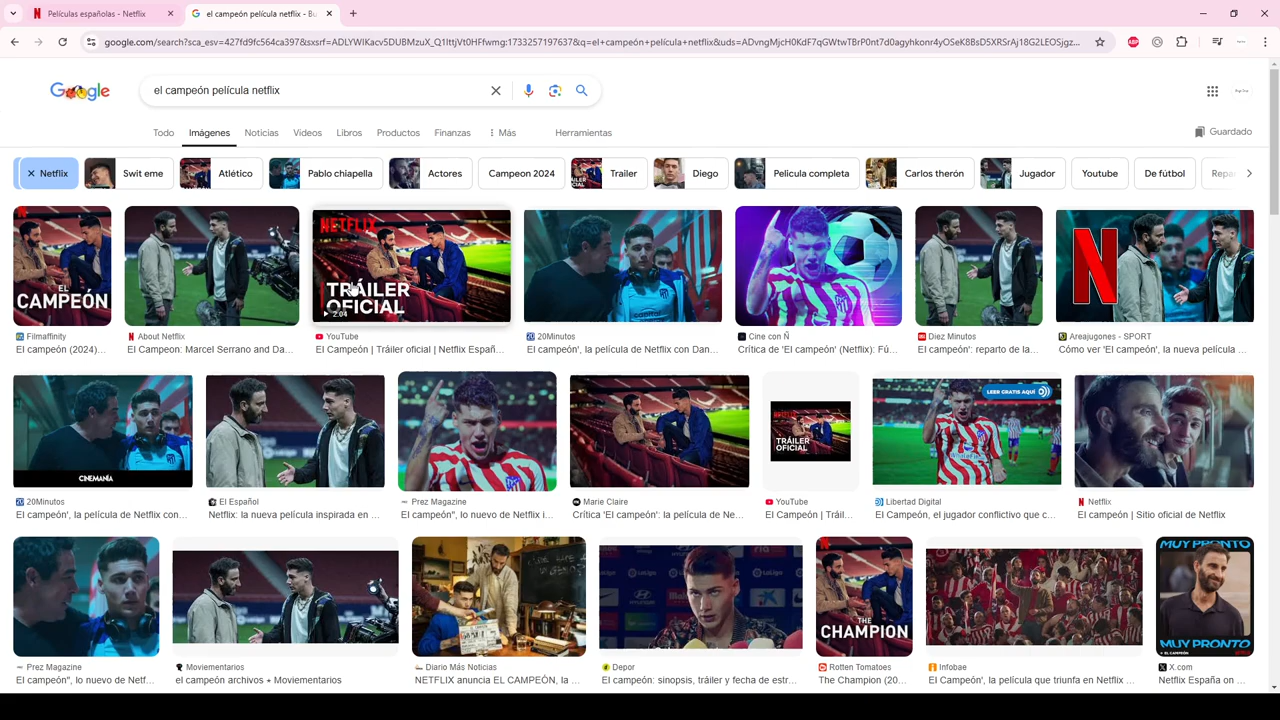 Películas españolas - Netflix
el campeón película netflix - Bu
google.com/search?sca_esv=427fd9fc564ca397&sxsrf=ADLYWIKacv5DUBMzuX_Q1IttjVt0HFfwmg:1733257197637&q=el+campeón+película+netflix&uds=ADvngMjcH0KdF7qGWtwTBrP0nt7d0agyhkonr4yOSeK8BsD5XRSrAj18G2LEOSjgz...
Google
el campeón película netflix
Todo
Imágenes
Noticias
Vídeos
Libros
Productos
Finanzas
Más
Herramientas
Guardado
Netflix
Swit eme
Atlético
Pablo chiapella
Actores
Campeon 2024
Trailer
Diego
Pelicula completa
Carlos therón
Jugador
Youtube
De fútbol
Repa
EL CAMPEÓN
NETFLIX
TRÁILER
OFICIAL
2:04
N
Filmaffinity
About Netflix
YouTube
20Minutos
Cine con Ñ
Diez Minutos
Areajugones - SPORT
El campeón (2024)...
El Campeon: Marcel Serrano and Da...
El Campeón | Tráiler oficial | Netflix Españ...
El campeón', la película de Netflix con Dan...
Crítica de 'El campeón' (Netflix): Fú...
El campeón': reparto de la...
Cómo ver 'El campeón', la nueva película ...
CINEMANÍA
TRÁILER
OFICIAL
LEER GRATIS AQUÍ
20Minutos
El Español
Prez Magazine
Marie Claire
YouTube
Libertad Digital
Netflix
El campeón', la película de Netflix con...
Netflix: la nueva película inspirada en ...
El campeón", lo nuevo de Netflix i...
Crítica 'El campeón': la película de Ne...
El Campeón | Tráil...
El Campeón, el jugador conflictivo que c...
El campeón | Sitio oficial de Netflix
THE
CHAMPION
MUY PRONTO
MUY PRONTO
Prez Magazine
Moviementarios
Diario Más Noticias
Depor
Rotten Tomatoes
Infobae
X.com
El campeón", lo nuevo de Netf...
el campeón archivos + Moviementarios
NETFLIX anuncia EL CAMPEÓN, la ...
El campeón: sinopsis, tráiler y fecha de estr...
The Champion (20...
El Campeón', la película que triunfa en Netflix ...
Netflix España on ...